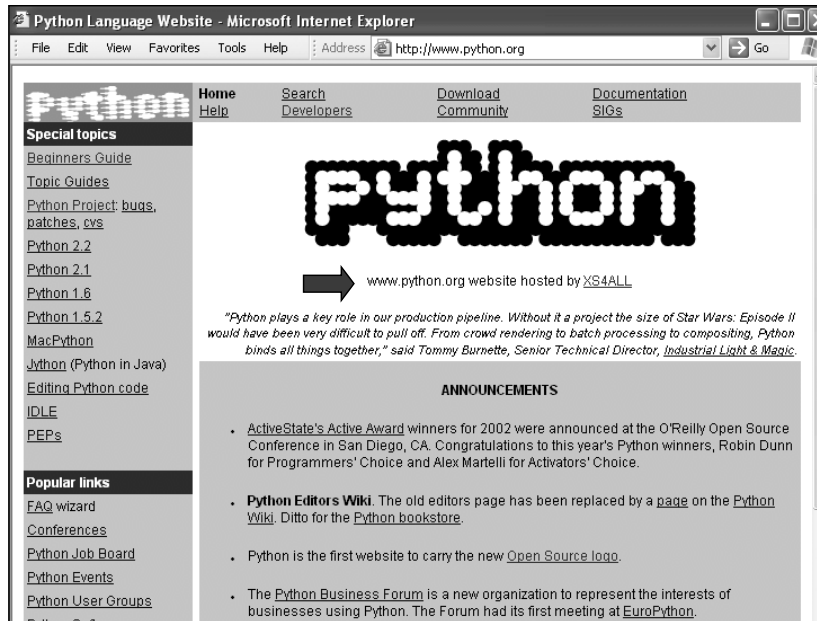 Python Language Website - Microsoft Internet Explorer
File Edit View Favorites Tools Help Address http://www.python.org Go
python
Home Search Download Documentation
Help Developers Community SIGs
Special topics
Beginners Guide
Topic Guides
Python Project: bugs,
patches, cvs
Python 2.2
Python 2.1
Python 1.6
Python 1.5.2
MacPython
Jython (Python in Java)
Editing Python code
IDLE
PEPs
Popular links
FAQ wizard
Conferences
Python Job Board
Python Events
Python User Groups
python
www.python.org website hosted by XS4ALL
"Python plays a key role in our production pipeline. Without it a project the size of Star Wars: Episode II
would have been very difficult to pull off. From crowd rendering to batch processing to compositing, Python
binds all things together," said Tommy Burnette, Senior Technical Director, Industrial Light & Magic.
ANNOUNCEMENTS
• ActiveState's Active Award winners for 2002 were announced at the O'Reilly Open Source
Conference in San Diego, CA. Congratulations to this year's Python winners, Robin Dunn
for Programmers' Choice and Alex Martelli for Activators' Choice.
• Python Editors Wiki. The old editors page has been replaced by a page on the Python
Wiki. Ditto for the Python bookstore.
• Python is the first website to carry the new Open Source logo.
• The Python Business Forum is a new organization to represent the interests of
businesses using Python. The Forum had its first meeting at EuroPython.